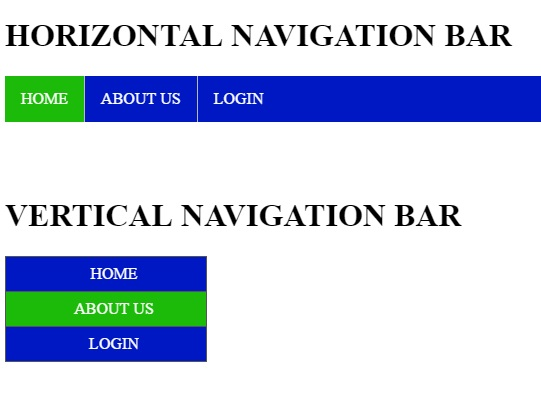 HORIZONTAL NAVIGATION BAR
HOME ABOUT US LOGIN
VERTICAL NAVIGATION BAR
HOME
ABOUT US
LOGIN